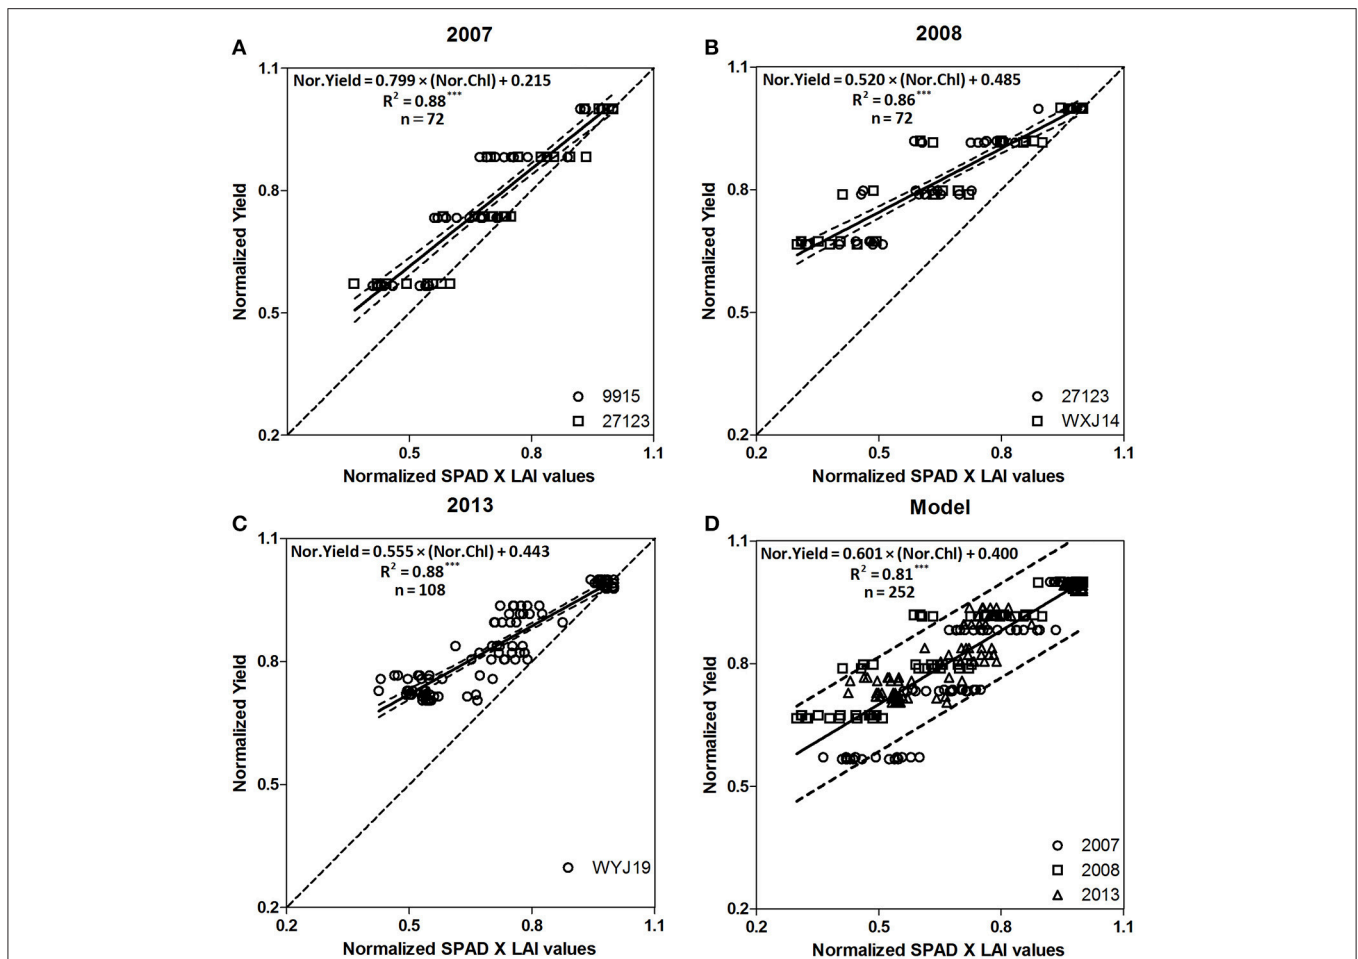 A
2007
Nor.Yield = 0.799 × (Nor.Chl) + 0.215
R² = 0.88***
n = 72
1.1
0.8
0.5
0.2
Normalized Yield
9915
27123
0.5
0.8
1.1
Normalized SPAD X LAI values
B
2008
Nor.Yield = 0.520 × (Nor.Chl) + 0.485
R² = 0.86***
n = 72
1.1
0.8
0.5
0.2
Normalized Yield
27123
WXJ14
0.2
0.5
0.8
1.1
Normalized SPAD X LAI values
C
2013
Nor.Yield = 0.555 × (Nor.Chl) + 0.443
R² = 0.88***
n = 108
1.1
0.8
0.5
0.2
Normalized Yield
WYJ19
0.2
0.5
0.8
1.1
Normalized SPAD X LAI values
D
Model
Nor.Yield = 0.601 × (Nor.Chl) + 0.400
R² = 0.81***
n = 252
1.1
0.8
0.5
0.2
Normalized Yield
2007
2008
2013
0.2
0.5
0.8
1.1
Normalized SPAD X LAI values